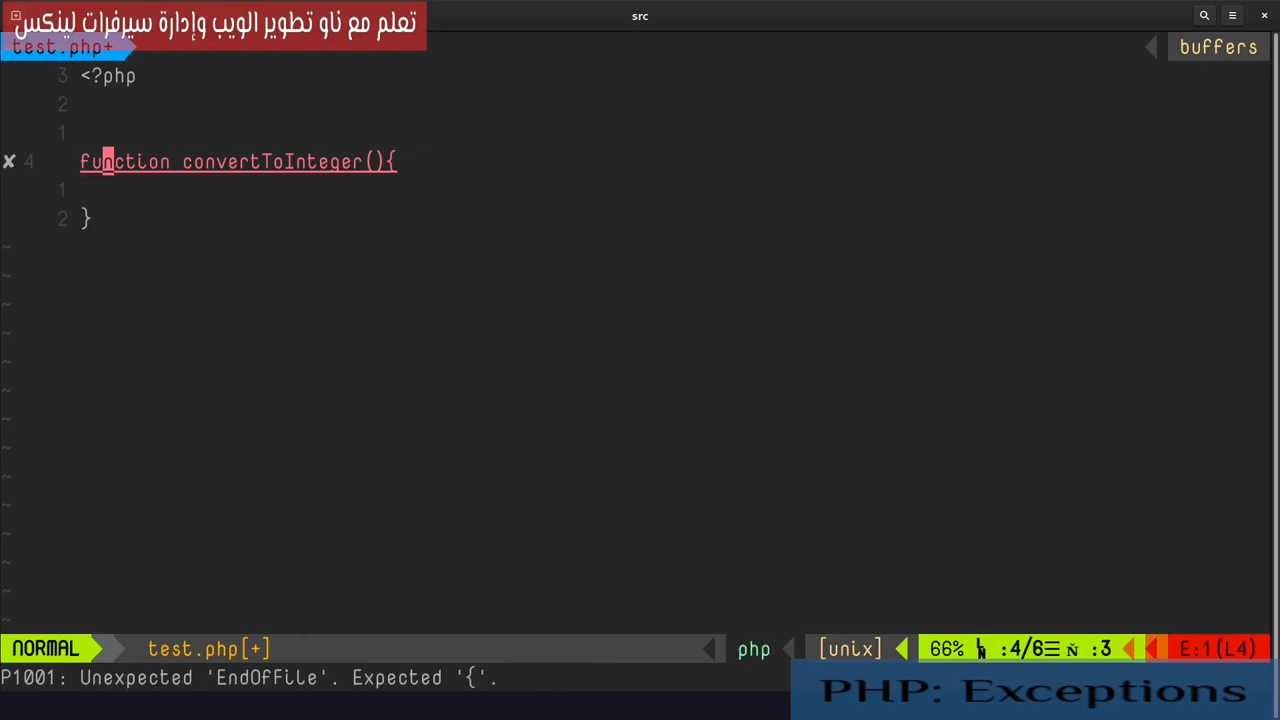 src
تعلم مع ناو تطوير الويب وإدارة سيرفرات لينكس
test.php+
buffers
3 <?php
2
1
✘ 4 function convertToInteger(){
1
2 }
~
~
~
~
~
~
~
~
~
~
~
~
~
~
NORMAL test.php[+] php [unix] 66% ㏑ :4/6☰ ℅ :3 E:1(L4)
P1001: Unexpected 'EndOfFile'. Expected '{'.
PHP: Exceptions